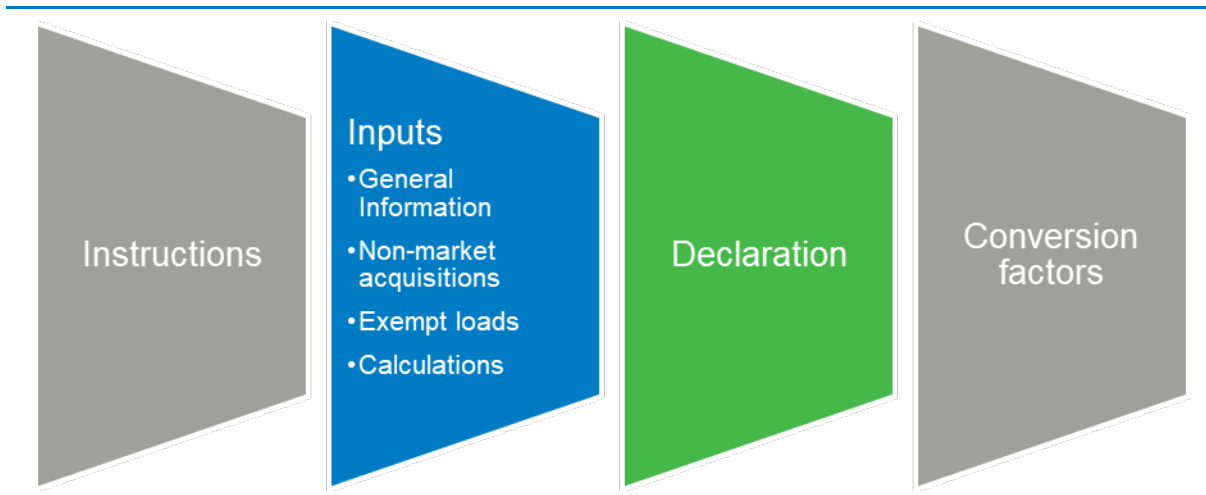 Instructions
Inputs
•General
Information
•Non-market
acquisitions
•Exempt loads
•Calculations
Declaration
Conversion
factors